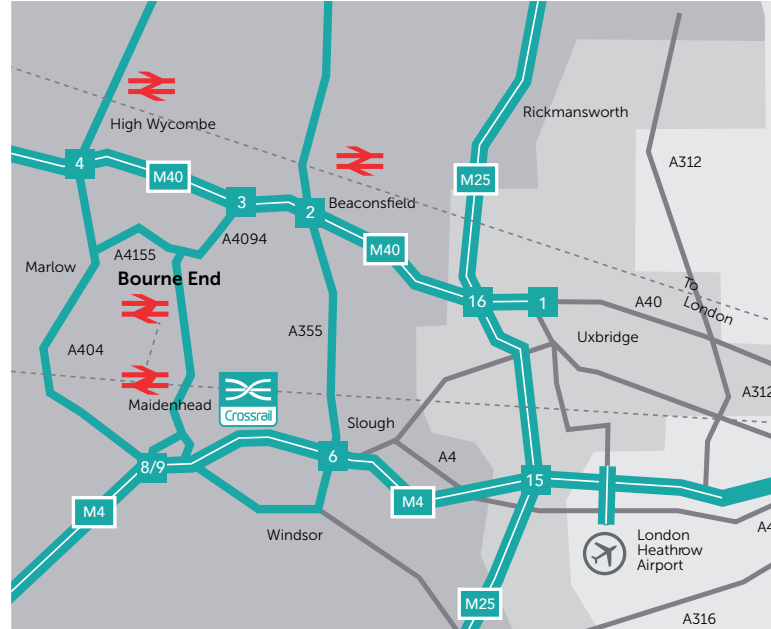 Rickmansworth
High Wycombe
A312
4
M40
M25
3
2
Beaconsfield
A4155
A4094
M40
Marlow
Bourne End
16
1
A40
To
London
A355
Uxbridge
A404
Crossrail
A312
Maidenhead
Slough
8/9
6
A4
15
M4
M4
Windsor
London
Heathrow
Airport
A4
M25
A316